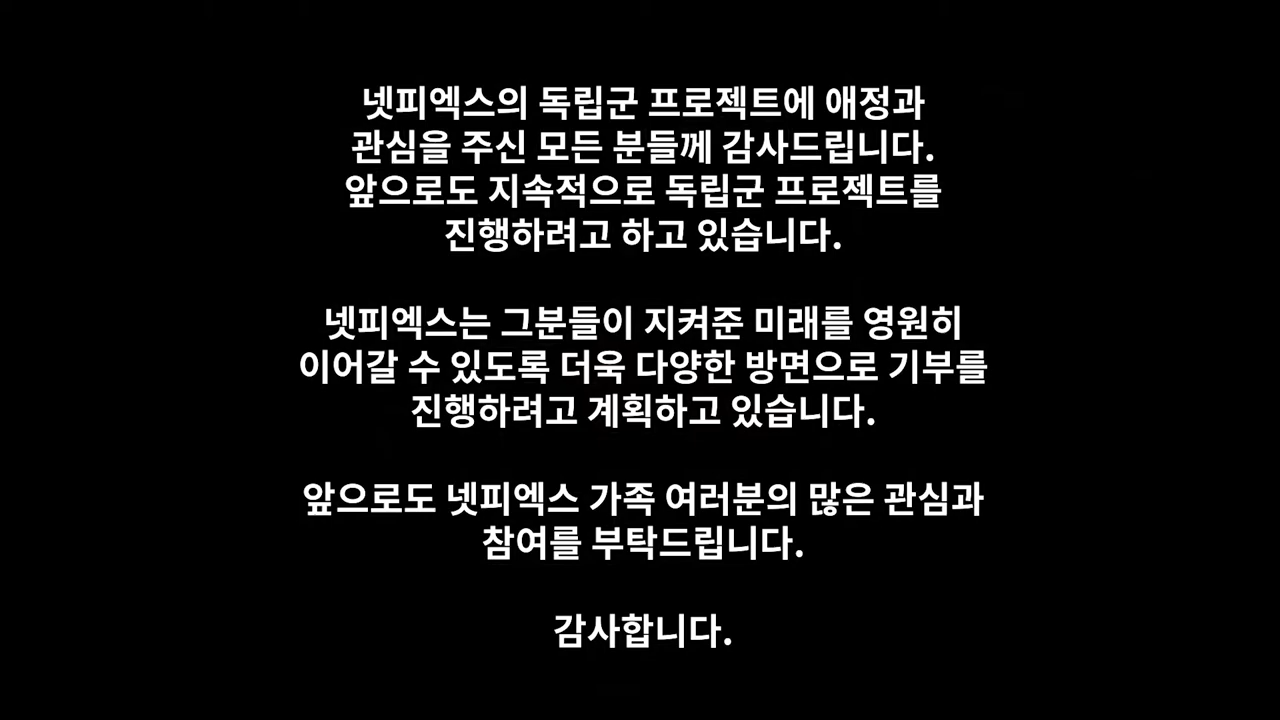 넷피엑스의 독립군 프로젝트에 애정과
관심을 주신 모든 분들께 감사드립니다.
앞으로도 지속적으로 독립군 프로젝트를
진행하려고 하고 있습니다.
넷피엑스는 그분들이 지켜준 미래를 영원히
이어갈 수 있도록 더욱 다양한 방면으로 기부를
진행하려고 계획하고 있습니다.
앞으로도 넷피엑스 가족 여러분의 많은 관심과
참여를 부탁드립니다.
감사합니다.